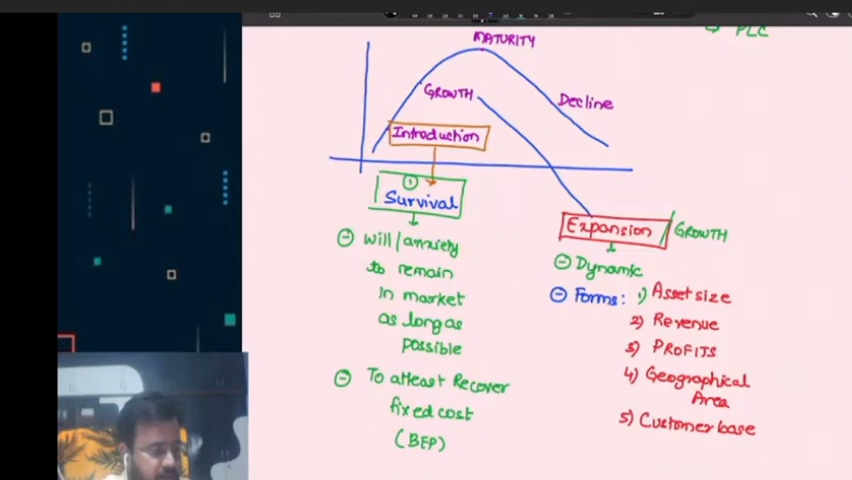 PLC
MATURITY
GROWTH
Decline
Introduction
①
Survival
Expansion / GROWTH
⊖ will/anxiety
to remain
in market
as long as
possible
⊖ To atleast Recover
fixed cost
(BEP)
⊖ Dynamic
⊖ Forms: 1) Asset size
2) Revenue
3) PROFITS
4) Geographical
Area
5) Customer base